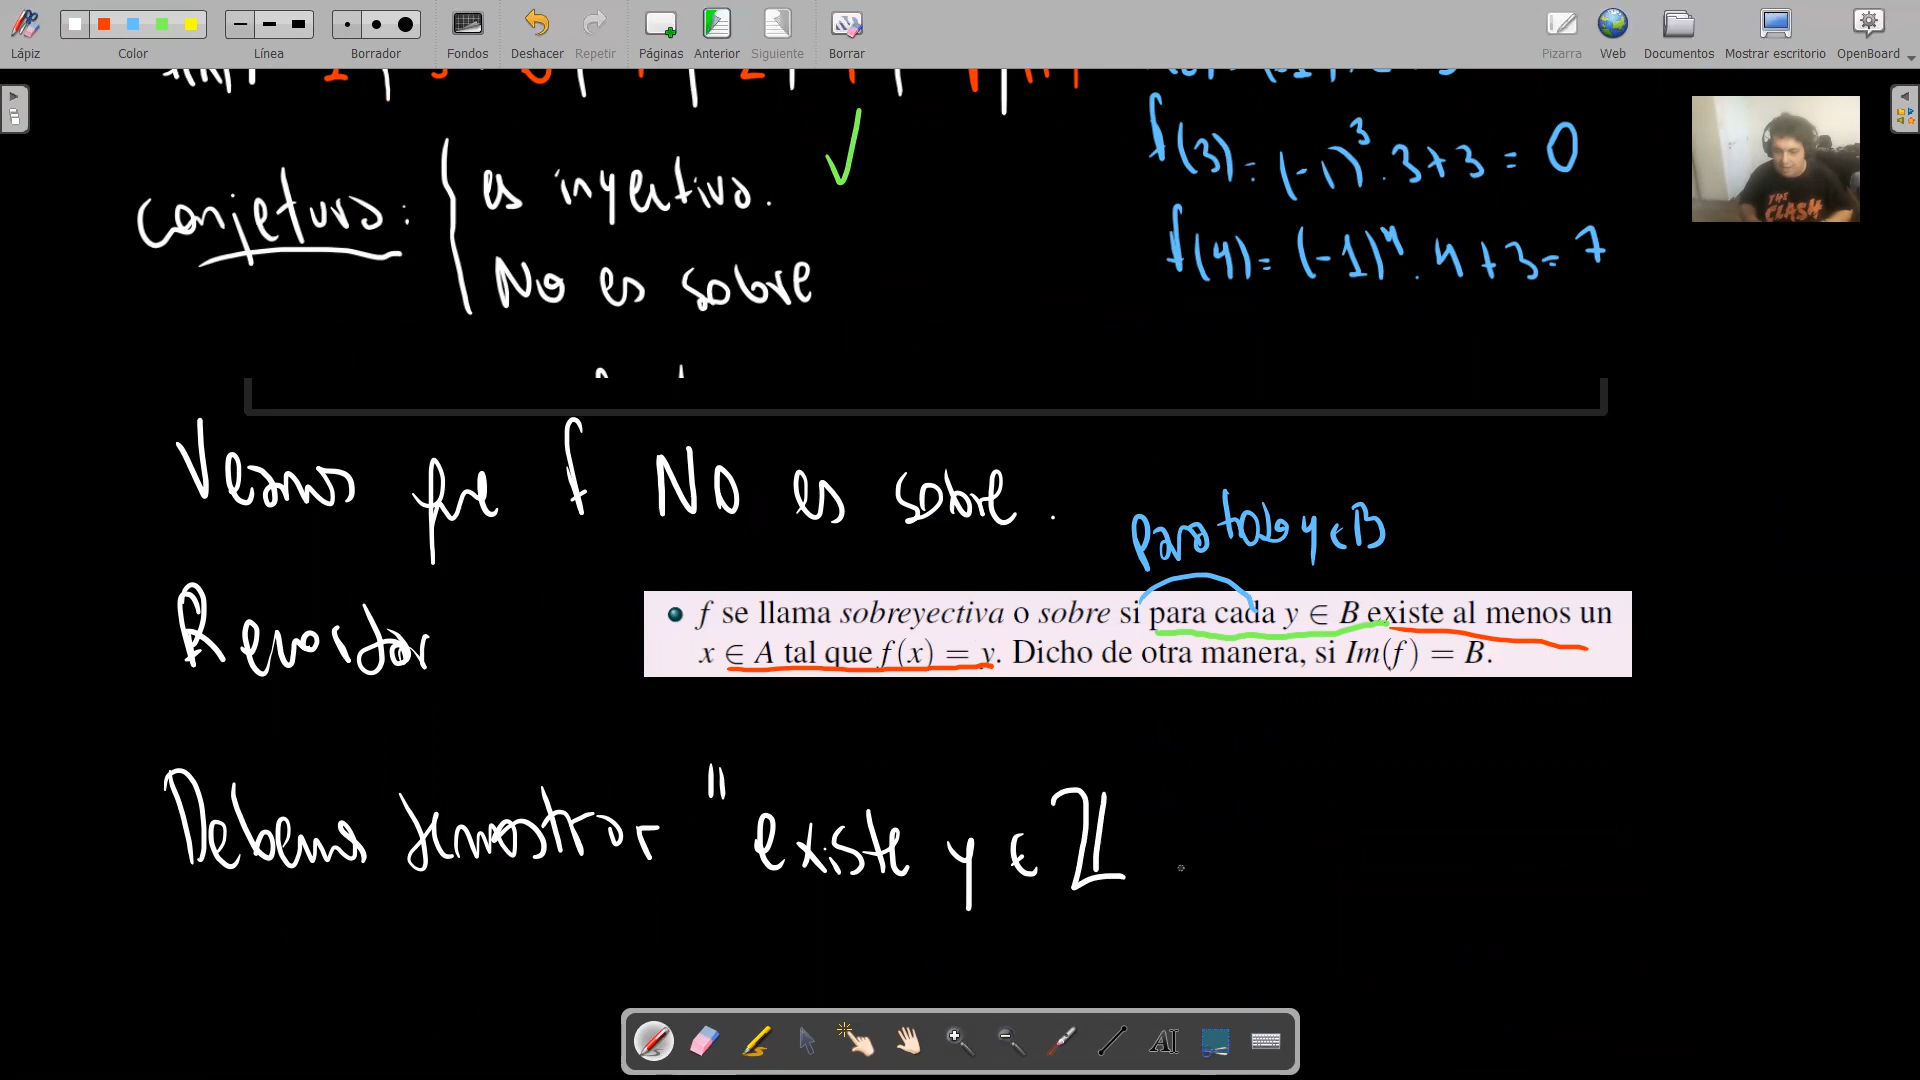 Lápiz Color Línea Borrador Fondos Deshacer Repetir Páginas Anterior Siguiente Borrar Pizarra Web Documentos Mostrar escritorio OpenBoard
f(3) = (-1)^3 . 3 + 3 = 0
Conjetura: { es inyectiva. ✓
No es sobre
f(4) = (-1)^4 . 4 + 3 = 7
THE
CLASH
Veamos que f NO es sobre.
para todo y ∈ B
Recordar
• f se llama sobreyectiva o sobre si para cada y ∈ B existe al menos un
x ∈ A tal que f(x) = y. Dicho de otra manera, si Im(f) = B.
Debemos demostrar "existe y ∈ ℤ